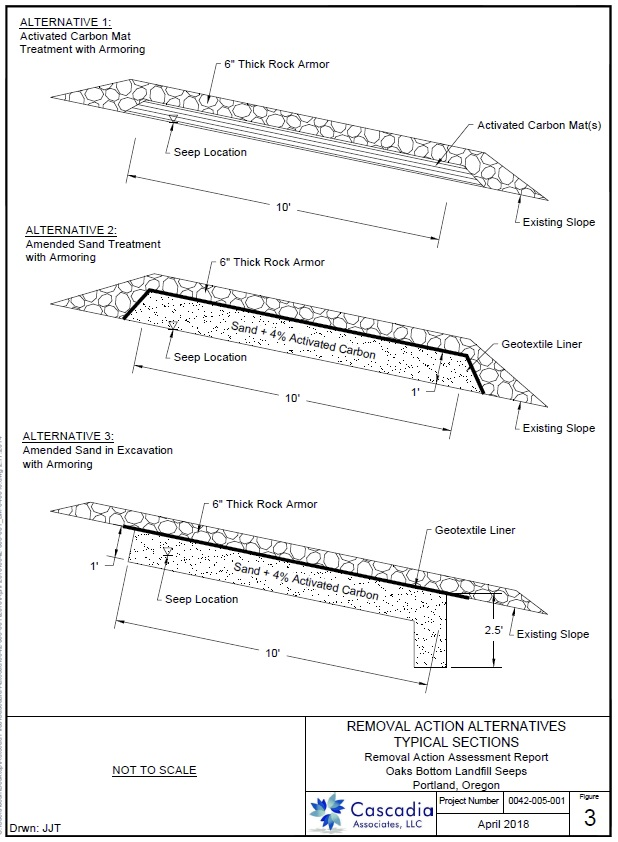 ALTERNATIVE 1:
Activated Carbon Mat
Treatment with Armoring
6" Thick Rock Armor
Activated Carbon Mat(s)
Seep Location
10'
Existing Slope
ALTERNATIVE 2:
Amended Sand Treatment
with Armoring
6" Thick Rock Armor
Sand + 4% Activated Carbon
Geotextile Liner
Seep Location
1'
10'
Existing Slope
ALTERNATIVE 3:
Amended Sand in Excavation
with Armoring
6" Thick Rock Armor
Geotextile Liner
1'
Sand + 4% Activated Carbon
Seep Location
2.5'
Existing Slope
10'
NOT TO SCALE
Drwn: JJT
REMOVAL ACTION ALTERNATIVES
TYPICAL SECTIONS
Removal Action Assessment Report
Oaks Bottom Landfill Seeps
Portland, Oregon
Cascadia
Associates, LLC
Project Number
0042-005-001
April 2018
Figure
3